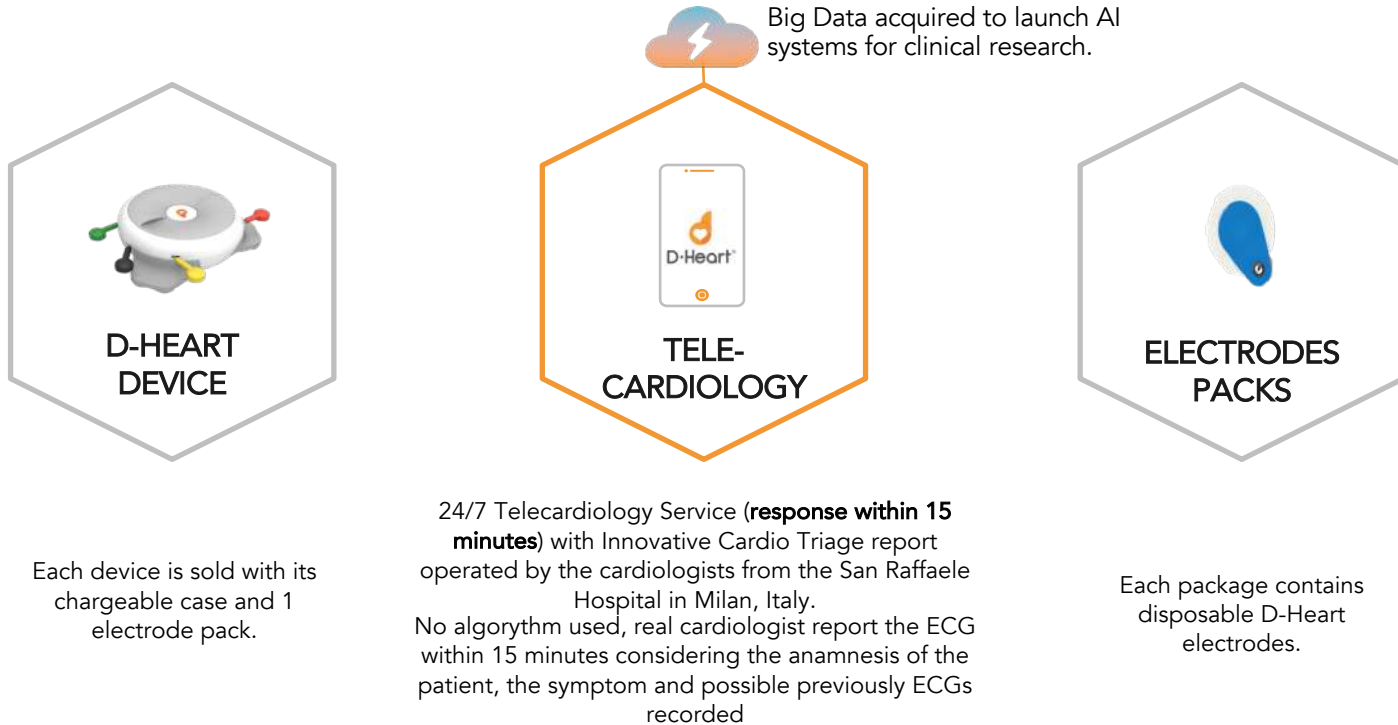 Big Data acquired to launch AI
systems for clinical research.
D-HEART
DEVICE
Each device is sold with its
chargeable case and 1
electrode pack.
D·Heart™
TELE-
CARDIOLOGY
24/7 Telecardiology Service (response within 15
minutes) with Innovative Cardio Triage report
operated by the cardiologists from the San Raffaele
Hospital in Milan, Italy.
No algorythm used, real cardiologist report the ECG
within 15 minutes considering the anamnesis of the
patient, the symptom and possible previously ECGs
recorded
ELECTRODES
PACKS
Each package contains
disposable D-Heart
electrodes.